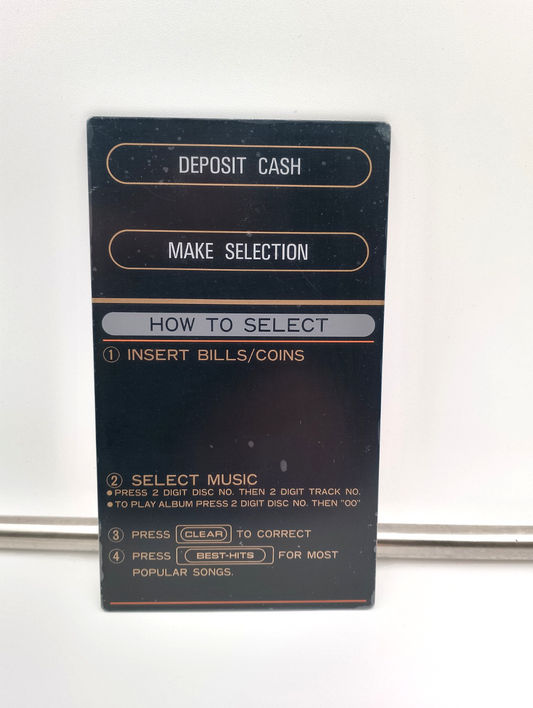 DEPOSIT CASH
MAKE SELECTION
HOW TO SELECT
① INSERT BILLS/COINS
② SELECT MUSIC
● PRESS 2 DIGIT DISC NO. THEN 2 DIGIT TRACK NO.
● TO PLAY ALBUM PRESS 2 DIGIT DISC NO. THEN "00"
③ PRESS CLEAR TO CORRECT
④ PRESS BEST-HITS FOR MOST
POPULAR SONGS.